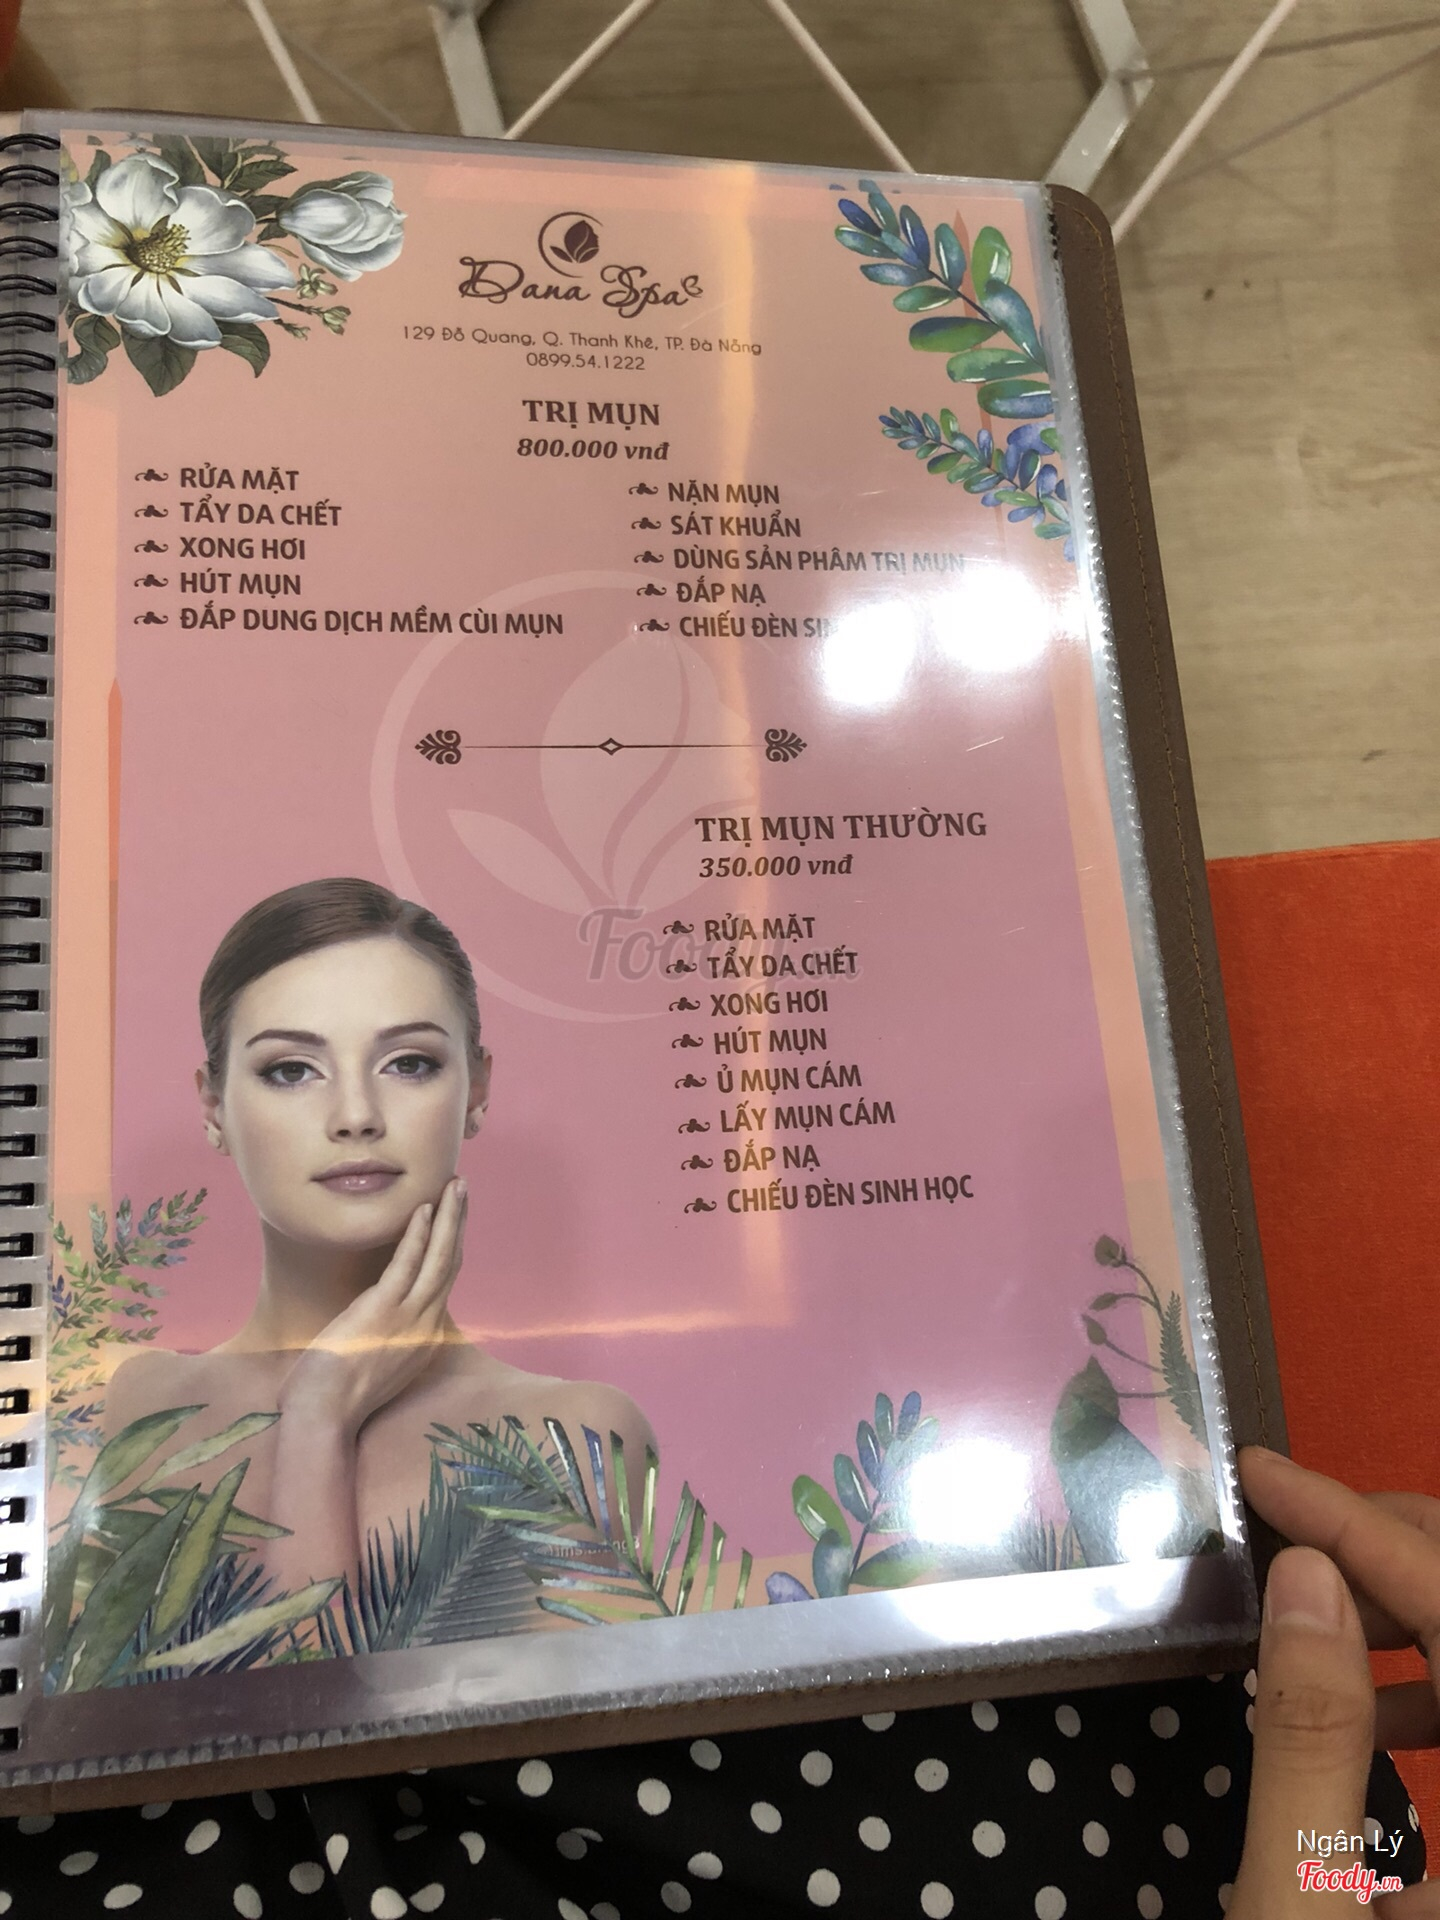 Dana Spa
129 Đỗ Quang, Q. Thanh Khê, TP. Đà Nẵng
0899.54.1222
TRỊ MỤN
800.000 vnđ
RỬA MẶT
TẨY DA CHẾT
XONG HƠI
HÚT MỤN
ĐẮP DUNG DỊCH MỀM CÙI MỤN
NẶN MỤN
SÁT KHUẨN
DÙNG SẢN PHÂM TRỊ MỤN
ĐẮP NẠ
CHIẾU ĐÈN
TRỊ MỤN THƯỜNG
350.000 vnđ
RỬA MẶT
TẨY DA CHẾT
XONG HƠI
HÚT MỤN
Ủ MỤN CÁM
LẤY MỤN CÁM
ĐẮP NẠ
CHIẾU ĐÈN SINH HỌC
Foody.vn
Ngân Lý
Foody.vn